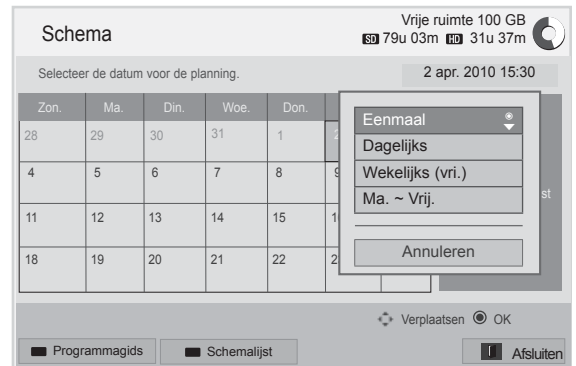 Schema
Vrije ruimte 100 GB
SD 79u 03m HD 31u 37m
Selecteer de datum voor de planning.
2 apr. 2010 15:30
Zon. Ma. Din. Woe. Don.
28 29 30 31 1 2
4 5 6 7 8 9
11 12 13 14 15
18 19 20 21 22
Eenmaal
Dagelijks
Wekelijks (vri.)
Ma. ~ Vrij.
Annuleren
Verplaatsen OK
Programmagids Schemalijst Afsluiten